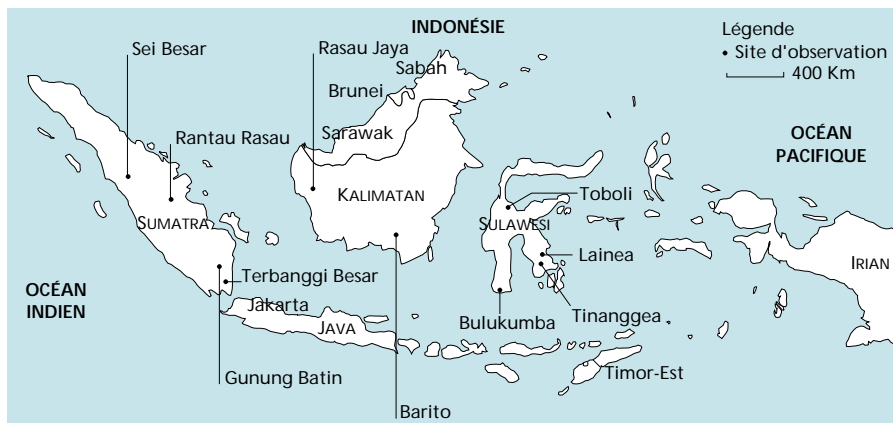 INDONÉSIE
Légende
• Site d'observation
400 Km
Sei Besar
Rasau Jaya
Sabah
Brunei
Rantau Rasau
Sarawak
OCÉAN
PACIFIQUE
KALIMATAN
Toboli
SUMATRA
SULAWESI
Lainea
IRIAN
Terbanggi Besar
OCÉAN
INDIEN
Jakarta
JAVA
Bulukumba
Tinanggea
Gunung Batin
Timor-Est
Barito